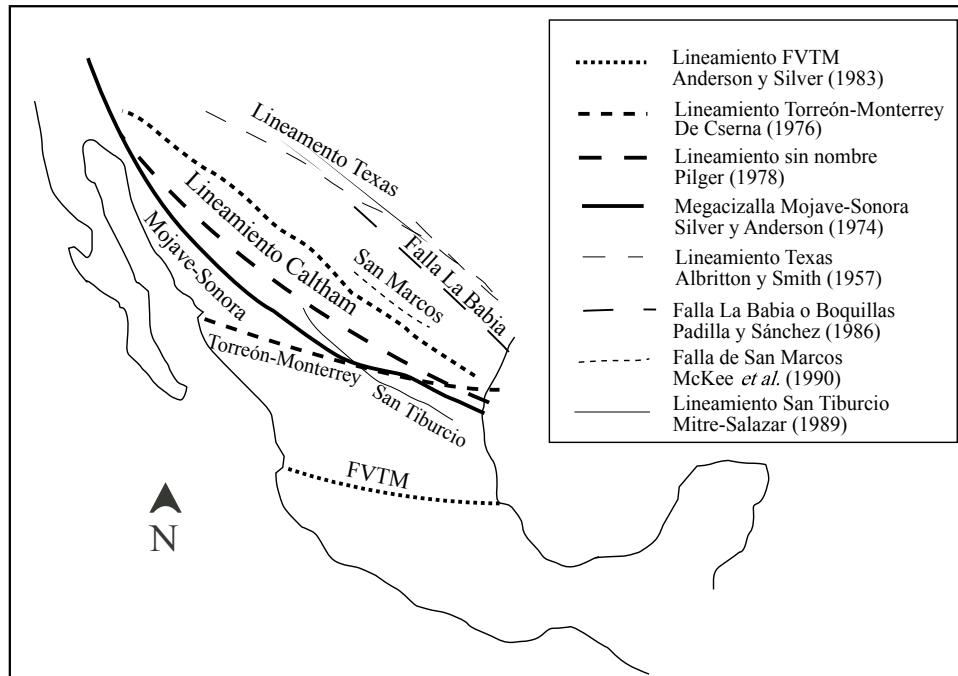 Lineamiento FVTM
Anderson y Silver (1983)
Lineamiento Torreón-Monterrey
De Cserna (1976)
Lineamiento sin nombre
Pilger (1978)
Megacizalla Mojave-Sonora
Silver y Anderson (1974)
Lineamiento Texas
Albritton y Smith (1957)
Falla La Babia o Boquillas
Padilla y Sánchez (1986)
Falla de San Marcos
McKee et al. (1990)
Lineamiento San Tiburcio
Mitre-Salazar (1989)
Lineamento Texas
Lineamiento Caltham
Falla La Babia
San Marcos
Mojave-Sonora
Torreón-Monterrey
San Tiburcio
FVTM
N